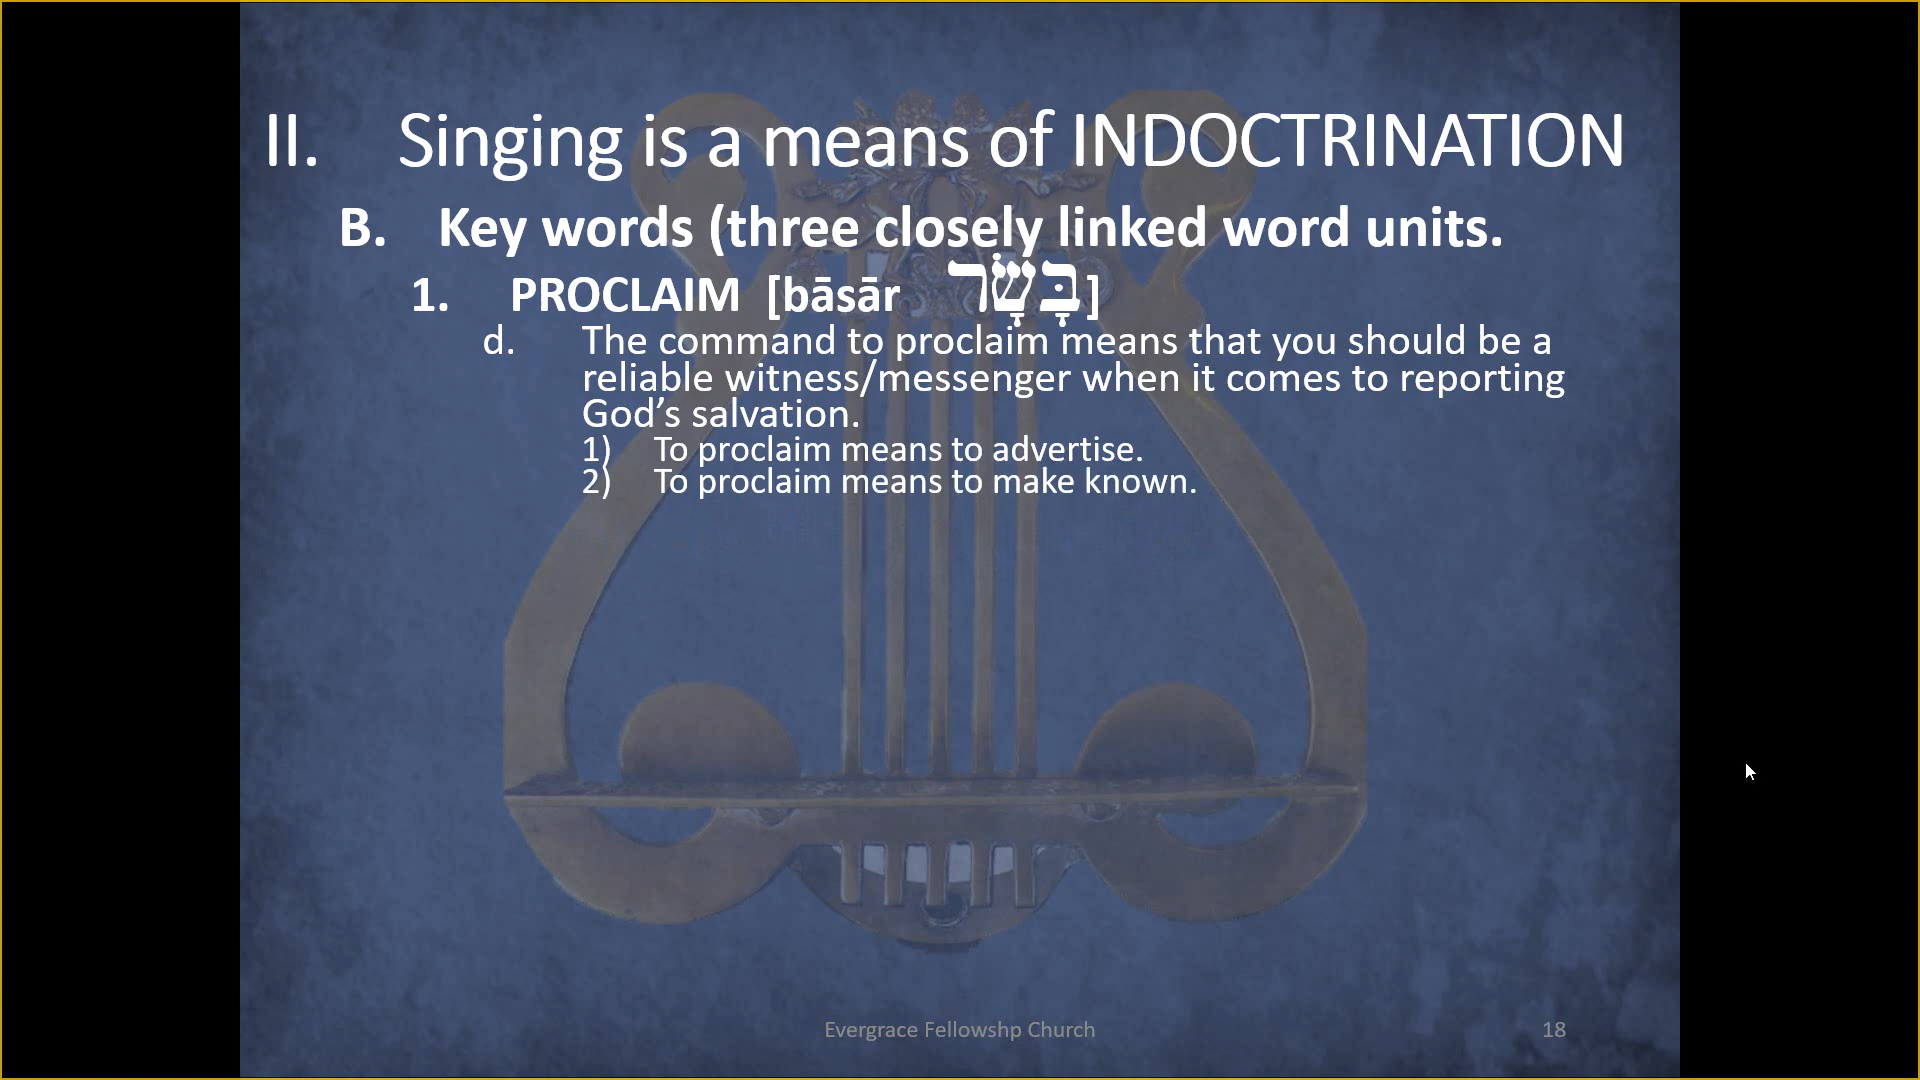 II. Singing is a means of INDOCTRINATION
B. Key words (three closely linked word units.
1. PROCLAIM [bāsār בָּשָׂר]
d. The command to proclaim means that you should be a
reliable witness/messenger when it comes to reporting
God’s salvation.
1) To proclaim means to advertise.
2) To proclaim means to make known.
Evergrace Fellowshp Church
18